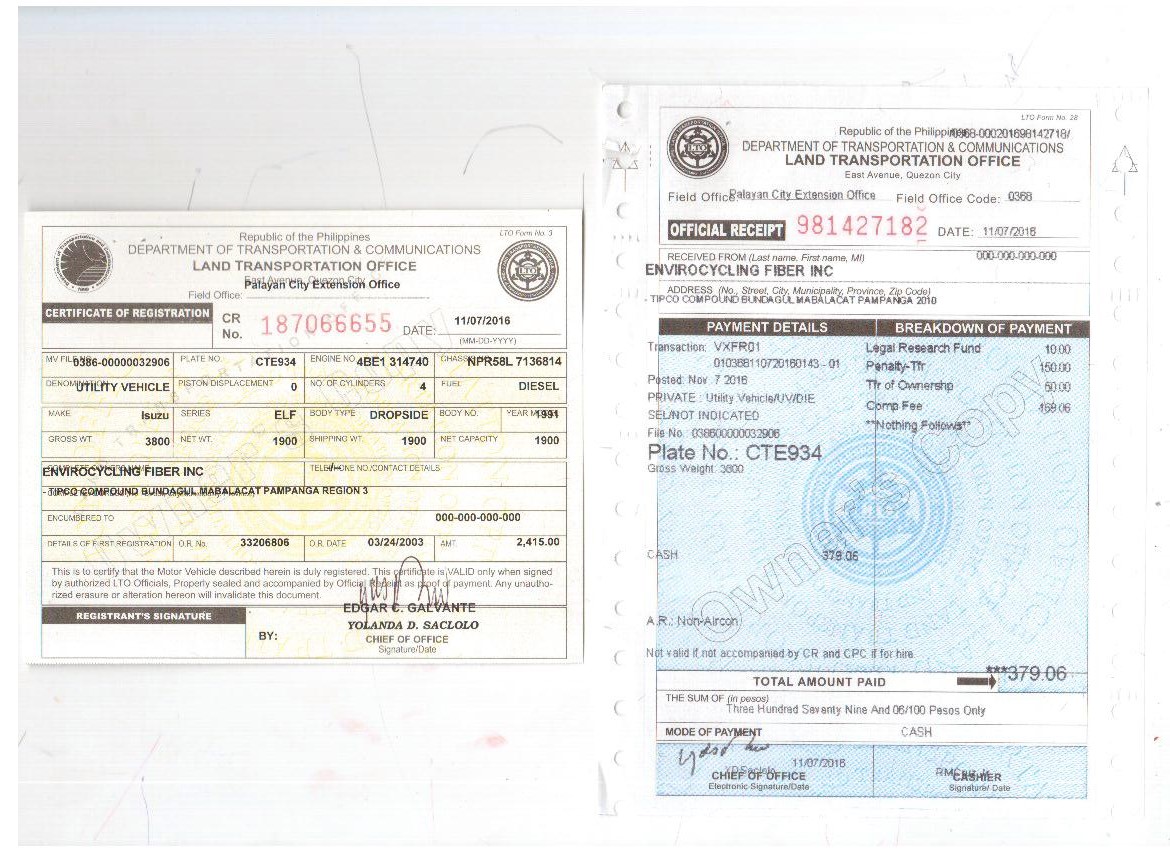 LTO Form No. 3
Republic of the Philippines
DEPARTMENT OF TRANSPORTATION & COMMUNICATIONS
LAND TRANSPORTATION OFFICE
East Avenue, Quezon City
Field Office: Palayan City Extension Office
CERTIFICATE OF REGISTRATION
CR No. 187066655 DATE: 11/07/2016
(MM-DD-YYYY)
MV FILE NO. 0386-00000032906 PLATE NO. CTE934 ENGINE NO. 4BE1 314740 CHASSIS NPR58L 7136814
DENOMINATION UTILITY VEHICLE PISTON DISPLACEMENT 0 NO. OF CYLINDERS 4 FUEL DIESEL
MAKE Isuzu SERIES ELF BODY TYPE DROPSIDE BODY NO. YEAR MODEL 1991
GROSS WT. 3800 NET WT. 1900 SHIPPING WT. 1900 NET CAPACITY 1900
ENVIROCYCLING FIBER INC TELEPHONE NO./CONTACT DETAILS
- TIPCO COMPOUND BUNDAGUL MABALACAT PAMPANGA REGION 3
ENCUMBERED TO 000-000-000-000
DETAILS OF FIRST REGISTRATION O.R. No. 33206806 O.R. DATE 03/24/2003 AMT. 2,415.00
This is to certify that the Motor Vehicle described herein is duly registered. This certificate is VALID only when signed
by authorized LTO Officials, Properly sealed and accompanied by Official Receipt as proof of payment. Any unautho-
rized erasure or alteration hereon will invalidate this document.
REGISTRANT'S SIGNATURE
BY:
EDGAR C. GALVANTE
YOLANDA D. SACLOLO
CHIEF OF OFFICE
Signature/Date
LTO Form No. 28
Republic of the Philippines 0368-000201698142718/
DEPARTMENT OF TRANSPORTATION & COMMUNICATIONS
LAND TRANSPORTATION OFFICE
East Avenue, Quezon City
Field Office: Palayan City Extension Office Field Office Code: 0368
OFFICIAL RECEIPT 981427182 DATE: 11/07/2016
RECEIVED FROM (Last name, First name, MI) 000-000-000-000
ENVIROCYCLING FIBER INC
ADDRESS (No., Street, City, Municipality, Province, Zip Code)
- TIPCO COMPOUND BUNDAGUL MABALACAT PAMPANGA 2010
PAYMENT DETAILS BREAKDOWN OF PAYMENT
Transaction: VXFR01 Legal Research Fund 10.00
010368110720160143 - 01 Penalty-Tfr 150.00
Posted: Nov 7 2016 Tfr of Ownership 50.00
PRIVATE : Utility Vehicle/UV/DIE Comp Fee 169.06
SEL/NOT INDICATED **Nothing Follows**
File No. 038600000032906
Plate No.: CTE934
Gross Weight: 3800
CASH 379.06
Owner's Copy
A.R.: Non-Aircon
Not valid if not accompanied by CR and CPC if for hire
TOTAL AMOUNT PAID ***379.06
THE SUM OF (in pesos)
Three Hundred Seventy Nine And 06/100 Pesos Only
MODE OF PAYMENT CASH
YD Saclolo 11/07/2016
CHIEF OF OFFICE CASHIER
Electronic Signature/Date Signature/ Date